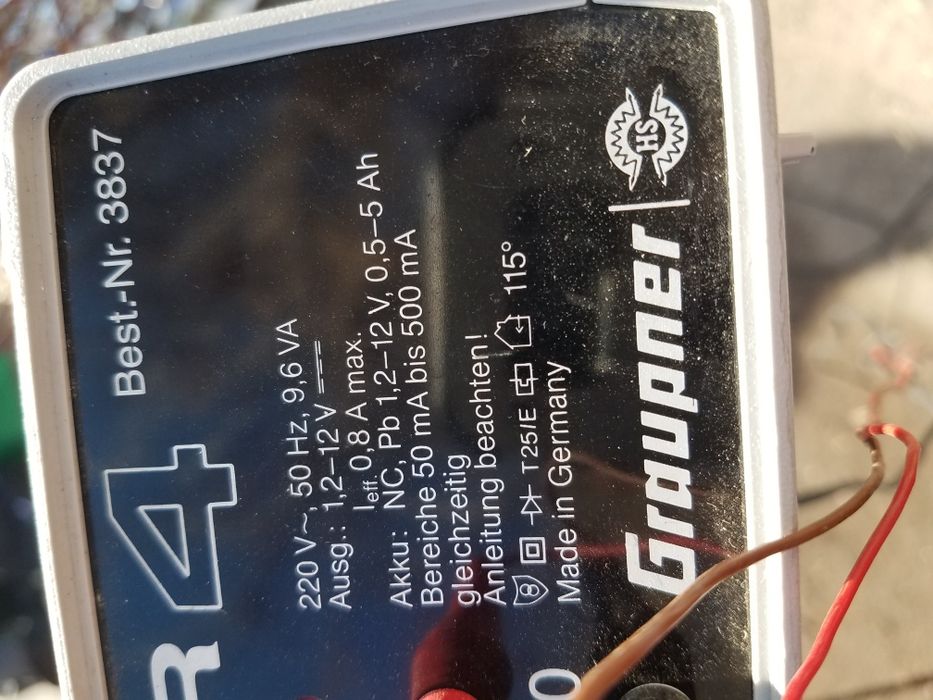 Best.-Nr. 3837
R 4
220 V~, 50 Hz, 9,6 VA
Ausg.: 1,2–12 V
Ieff 0,8 A max.
Akku: NC, Pb 1,2–12 V, 0,5–5 Ah
Bereiche 50 mA bis 500 mA
gleichzeitig
Anleitung beachten!
8 T25/E 115°
Made in Germany
Graupner HS
0